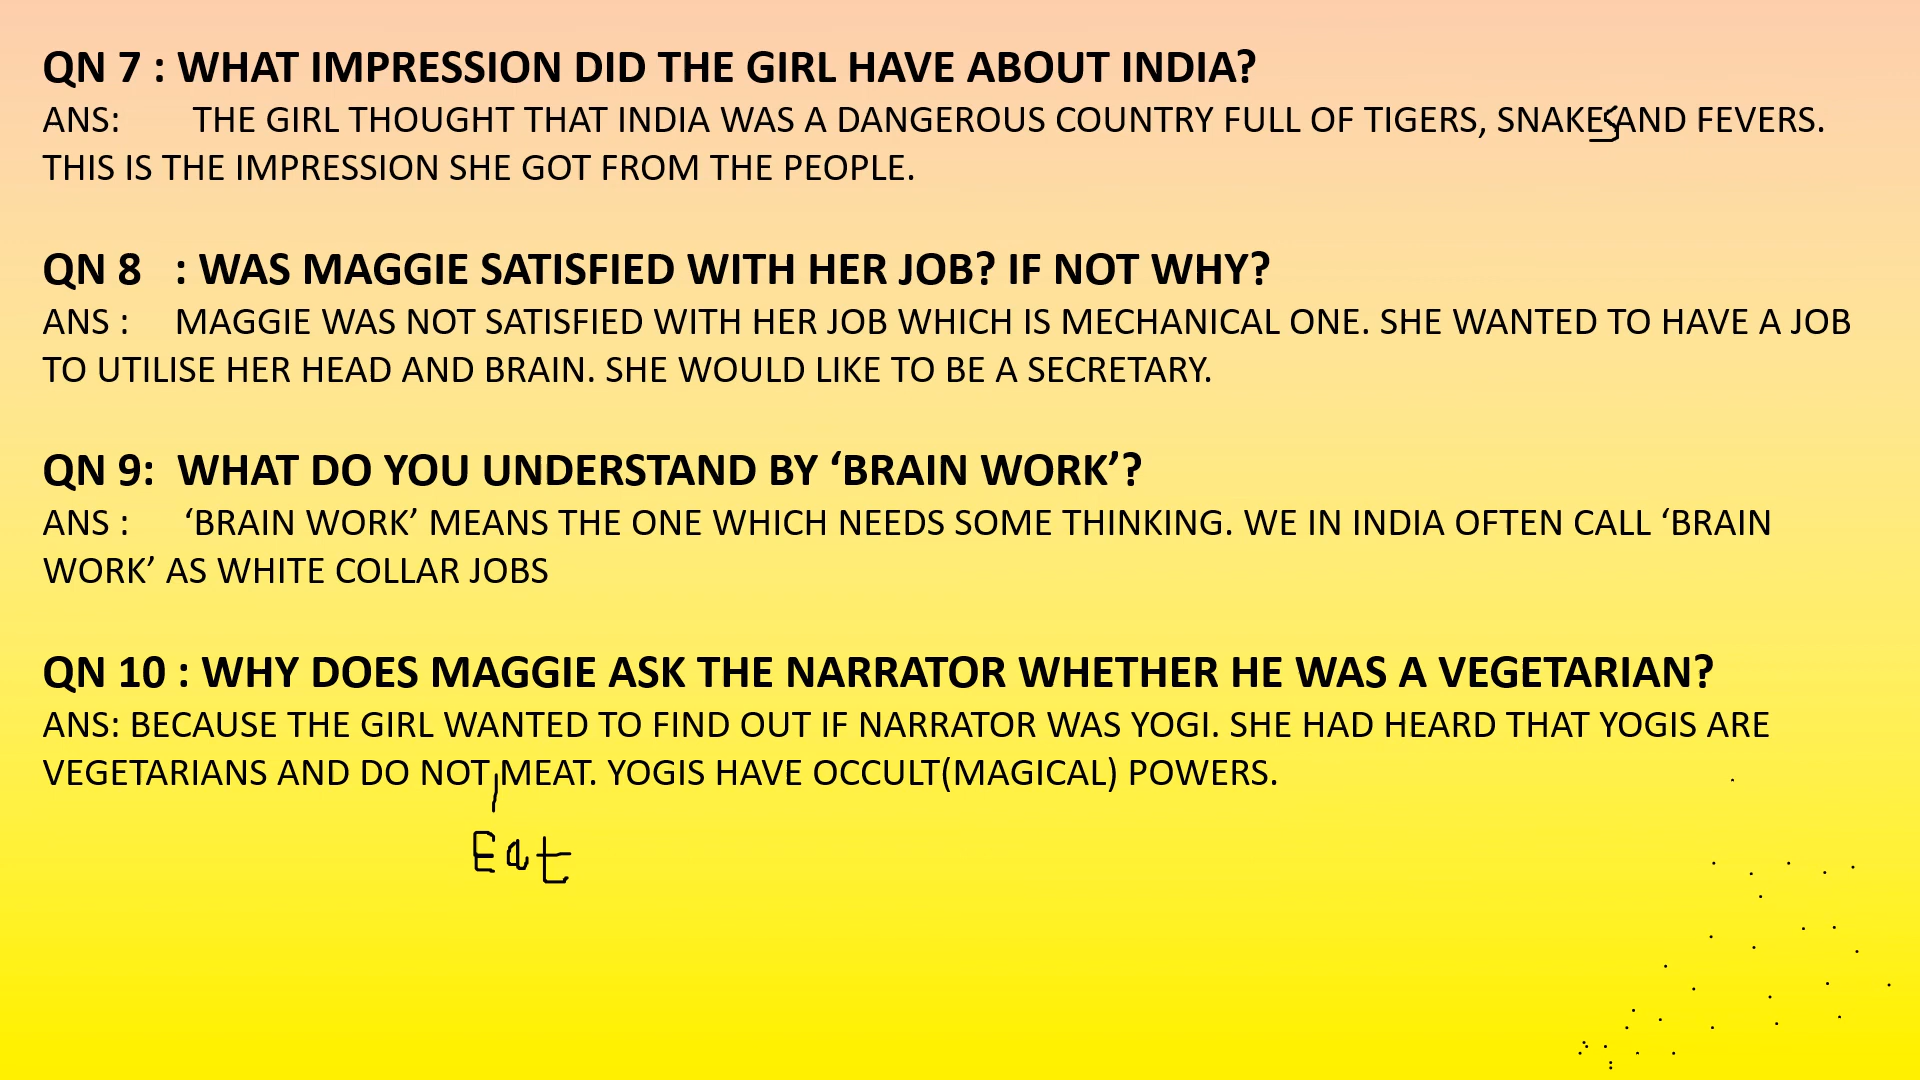 QN 7 : WHAT IMPRESSION DID THE GIRL HAVE ABOUT INDIA?
ANS: THE GIRL THOUGHT THAT INDIA WAS A DANGEROUS COUNTRY FULL OF TIGERS, SNAKES AND FEVERS.
THIS IS THE IMPRESSION SHE GOT FROM THE PEOPLE.
QN 8 : WAS MAGGIE SATISFIED WITH HER JOB? IF NOT WHY?
ANS : MAGGIE WAS NOT SATISFIED WITH HER JOB WHICH IS MECHANICAL ONE. SHE WANTED TO HAVE A JOB
TO UTILISE HER HEAD AND BRAIN. SHE WOULD LIKE TO BE A SECRETARY.
QN 9: WHAT DO YOU UNDERSTAND BY ‘BRAIN WORK’?
ANS : ‘BRAIN WORK’ MEANS THE ONE WHICH NEEDS SOME THINKING. WE IN INDIA OFTEN CALL ‘BRAIN
WORK’ AS WHITE COLLAR JOBS
QN 10 : WHY DOES MAGGIE ASK THE NARRATOR WHETHER HE WAS A VEGETARIAN?
ANS: BECAUSE THE GIRL WANTED TO FIND OUT IF NARRATOR WAS YOGI. SHE HAD HEARD THAT YOGIS ARE
VEGETARIANS AND DO NOT MEAT. YOGIS HAVE OCCULT(MAGICAL) POWERS.
Eat